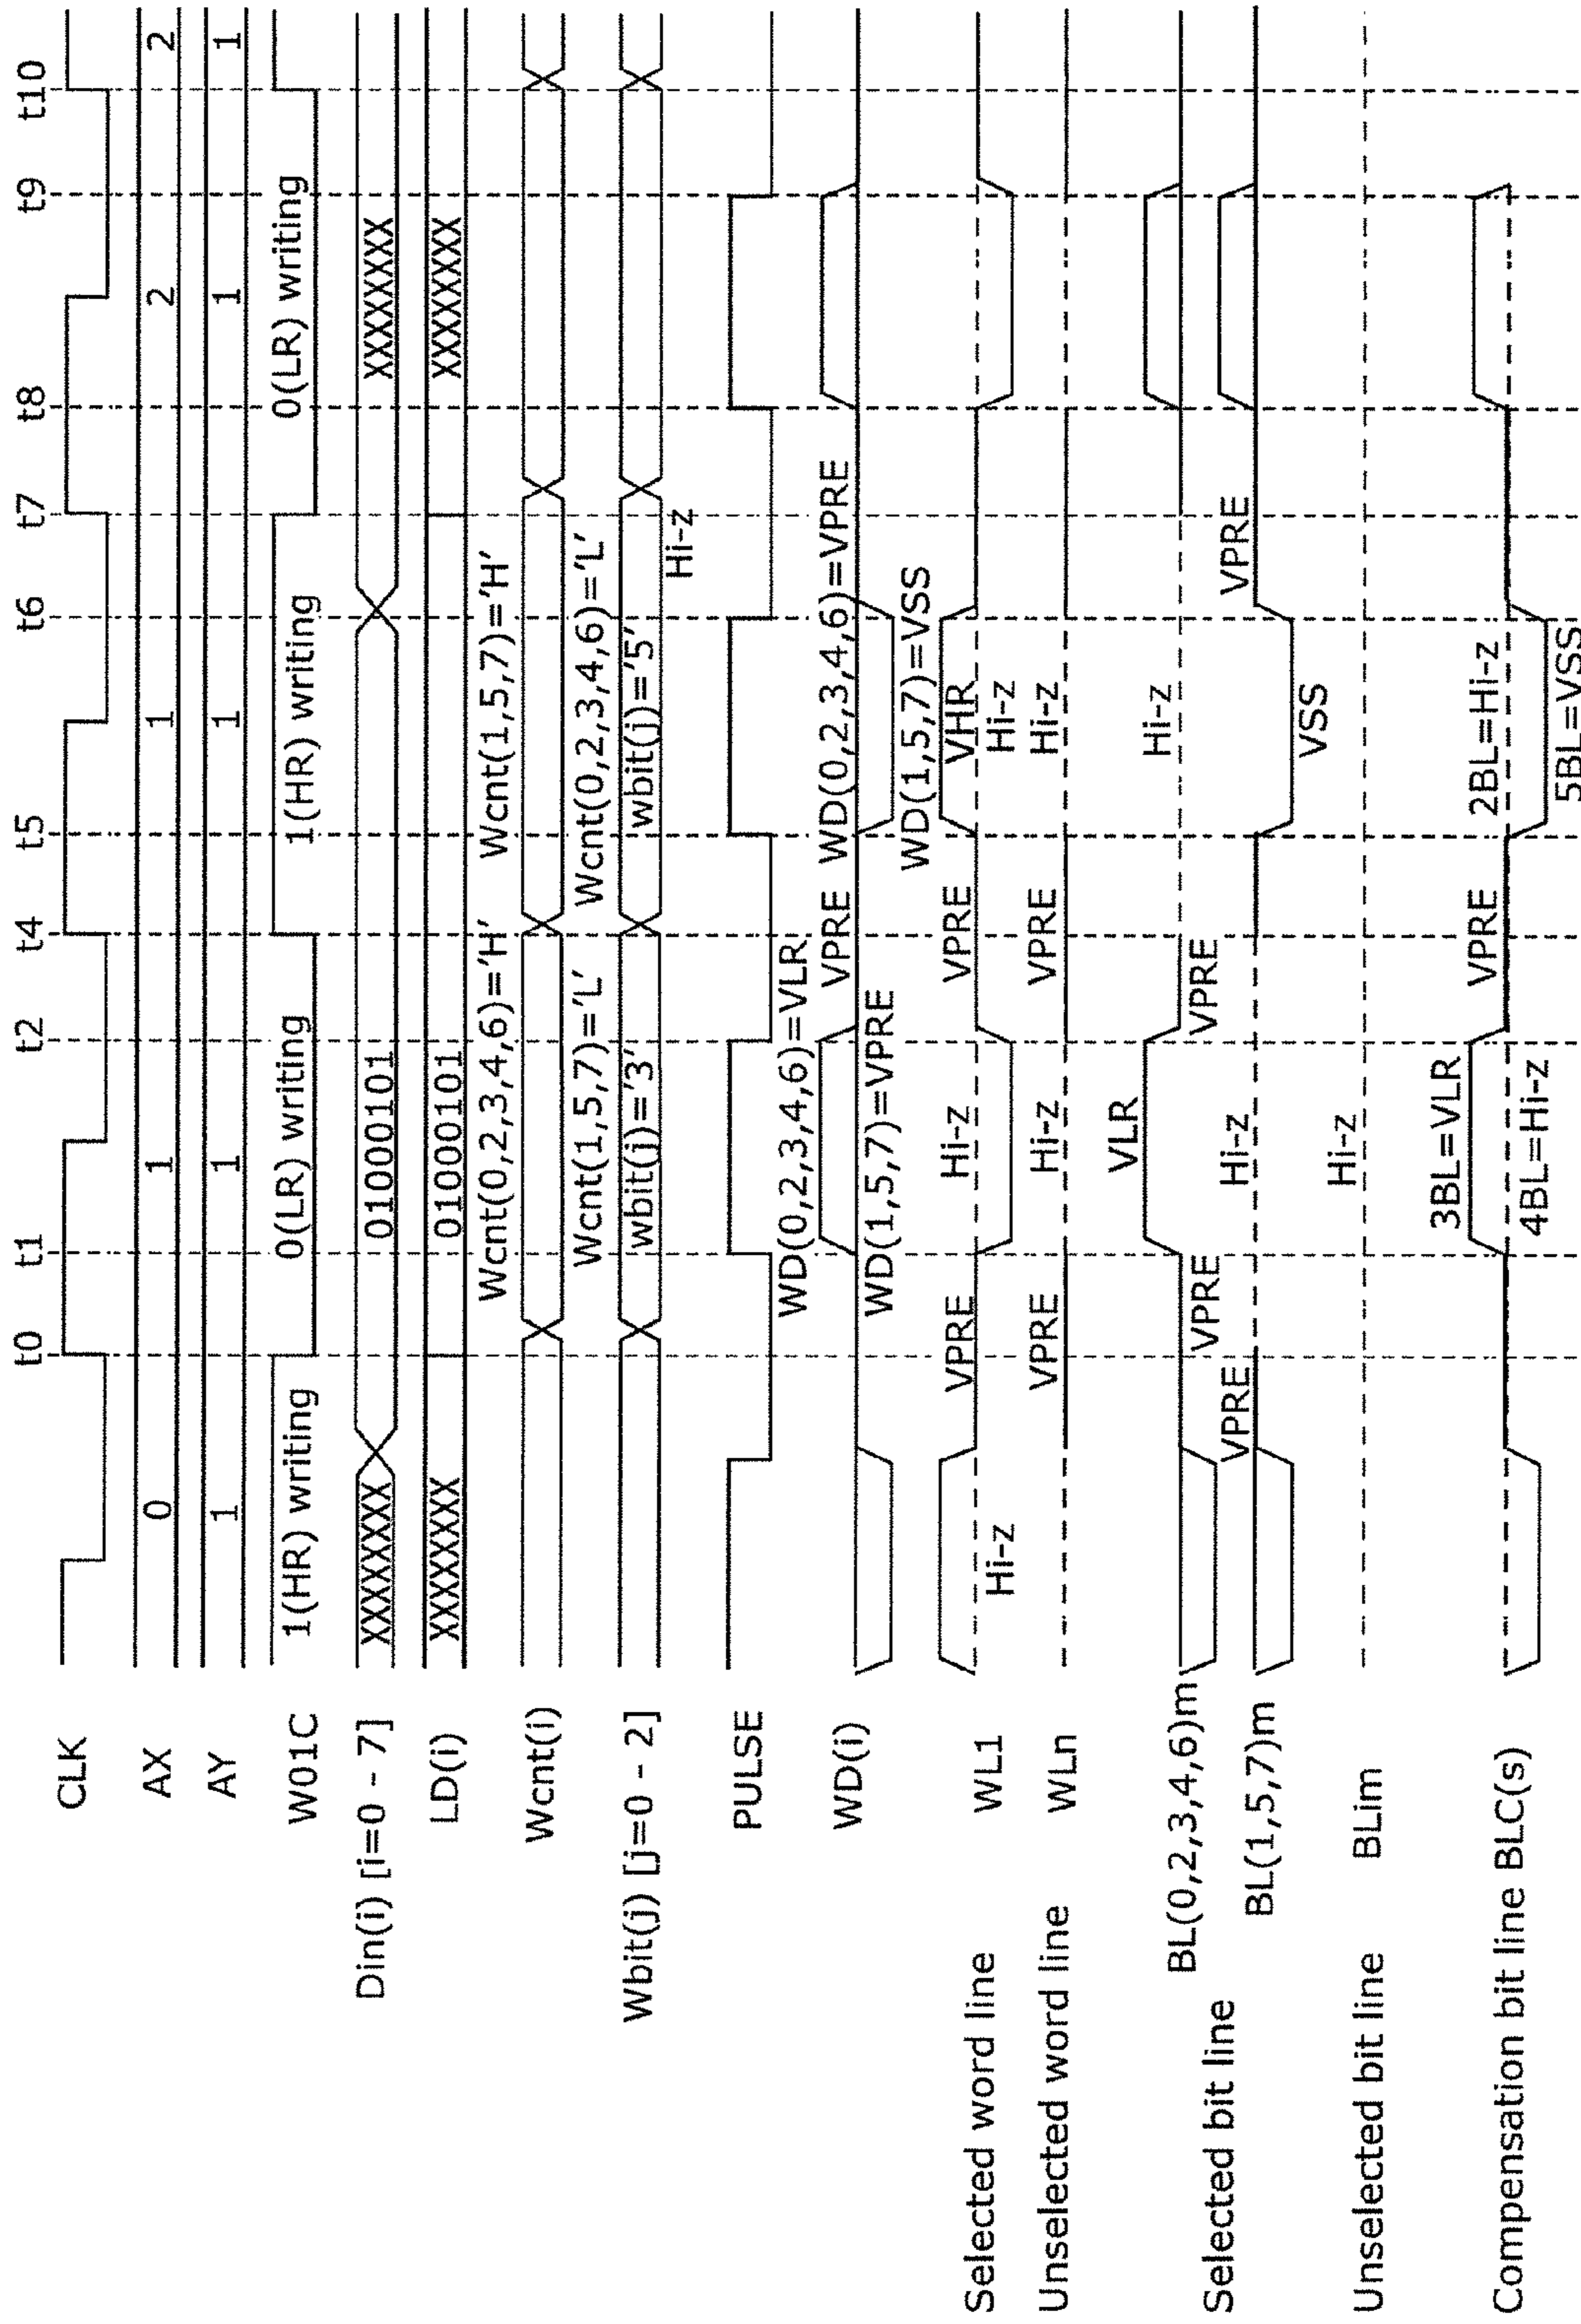 t0 t1 t2 t4 t5 t6 t7 t8 t9 t10
CLK
AX 0 1 1 2 2
AY 1 1 1 1 1
W01C 1(HR) writing 0(LR) writing 1(HR) writing 0(LR) writing
Din(i) [i=0 - 7] XXXXXXXX 01000101 XXXXXXXX
LD(i) XXXXXXXX 01000101 XXXXXXXX
Wcnt(0,2,3,4,6)='H' Wcnt(1,5,7)='H'
Wcnt(i)
Wcnt(1,5,7)='L' Wcnt(0,2,3,4,6)='L'
Wbit(j) [j=0 - 2] wbit(j)='3' wbit(j)='5'
Hi-z
PULSE
WD(0,2,3,4,6)=VLR
WD(i) VPRE WD(0,2,3,4,6)=VPRE
WD(1,5,7)=VPRE WD(1,5,7)=VSS
Selected word line WL1 VPRE Hi-z VPRE VHR
Hi-z Hi-z
Unselected word line WLn VPRE Hi-z VPRE Hi-z
VLR Hi-z
BL(0,2,3,4,6)m VPRE VPRE
Selected bit line
VPRE Hi-z VPRE
BL(1,5,7)m
VSS
Unselected bit line BLim Hi-z
3BL=VLR VPRE 2BL=Hi-z
Compensation bit line BLC(s)
4BL=Hi-z 5BL=VSS